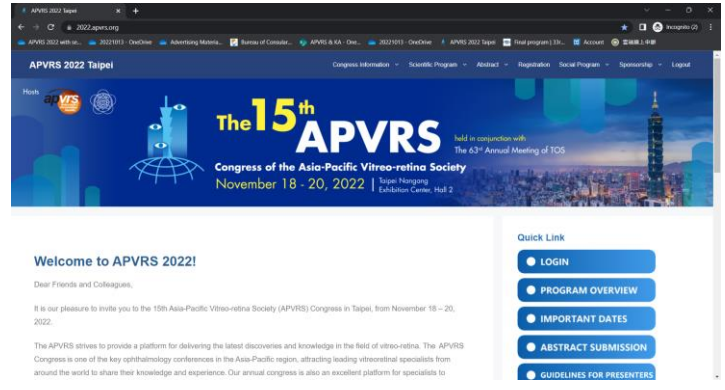 APVRS 2022 Taipei
2022.apvrs.org
Incognito (2)
APVRS 2022 with se...
20221013 - OneDrive
Advertising Materia...
Bureau of Consular...
APVRS & KA - One...
20221013 - OneDrive
APVRS 2022 Taipei
Final program | 33r...
Account
APVRS 2022 Taipei
Congress Information
Scientific Program
Abstract
Registration
Social Program
Sponsorship
Logout
Hosts
apvrs
The 15th
APVRS
held in conjunction with
The 63rd Annual Meeting of TOS
Congress of the Asia-Pacific Vitreo-retina Society
November 18 - 20, 2022 | Taipei Nangang
Exhibition Center, Hall 2
Welcome to APVRS 2022!
Dear Friends and Colleagues,
It is our pleasure to invite you to the 15th Asia-Pacific Vitreo-retina Society (APVRS) Congress in Taipei, from November 18 – 20,
2022.
The APVRS strives to provide a platform for delivering the latest discoveries and knowledge in the field of vitreo-retina. The APVRS
Congress is one of the key ophthalmology conferences in the Asia-Pacific region, attracting leading vitreoretinal specialists from
around the world to share their knowledge and experience. Our annual congress is also an excellent platform for specialists to
Quick Link
LOGIN
PROGRAM OVERVIEW
IMPORTANT DATES
ABSTRACT SUBMISSION
GUIDELINES FOR PRESENTERS